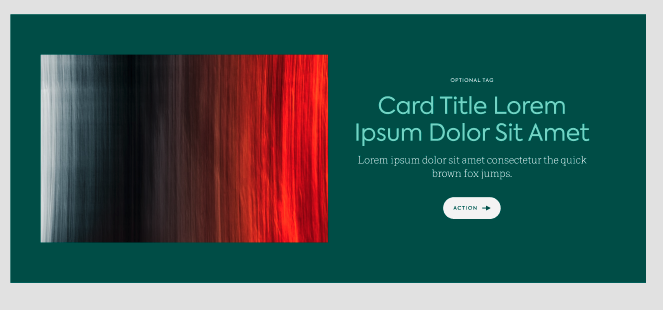 OPTIONAL TAG
Card Title Lorem
Ipsum Dolor Sit Amet
Lorem ipsum dolor sit amet consectetur the quick
brown fox jumps.
ACTION